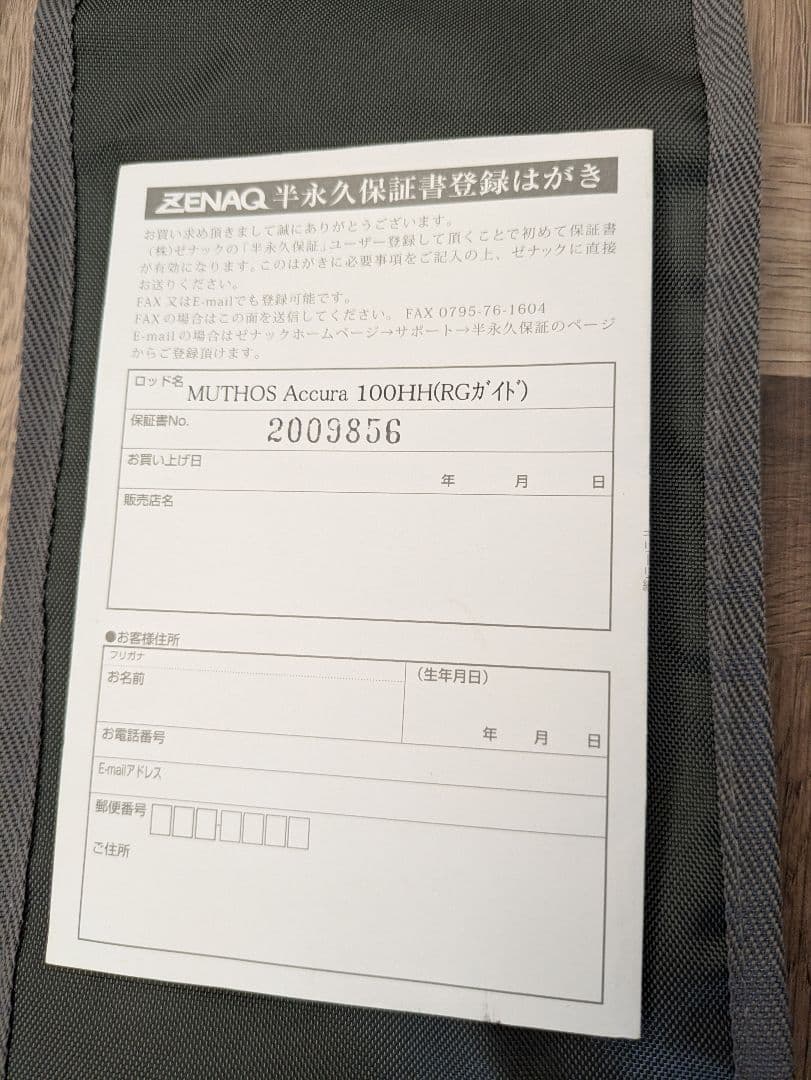 ZENAQ 半永久保証書登録はがき
お買い求め頂きまして誠にありがとうございます。
(株)ゼナックの「半永久保証」ユーザー登録して頂くことで初めて保証書
が有効になります。このはがきに必要事項をご記入の上、ゼナックに直接
お送りください。
FAX 又はE-mailでも登録可能です。
FAXの場合はこの面を送信してください。 FAX 0795-76-1604
E-mail の場合はゼナックホームページ→サポート→半永久保証のページ
からご登録頂けます。
ロッド名 MUTHOS Accura 100HH(RGｶﾞｲﾄﾞ)
保証書No. 2009856
お買い上げ日
年 月 日
販売店名
●お客様住所
フリガナ
お名前
(生年月日)
年 月 日
お電話番号
E-mailアドレス
郵便番号
ご住所